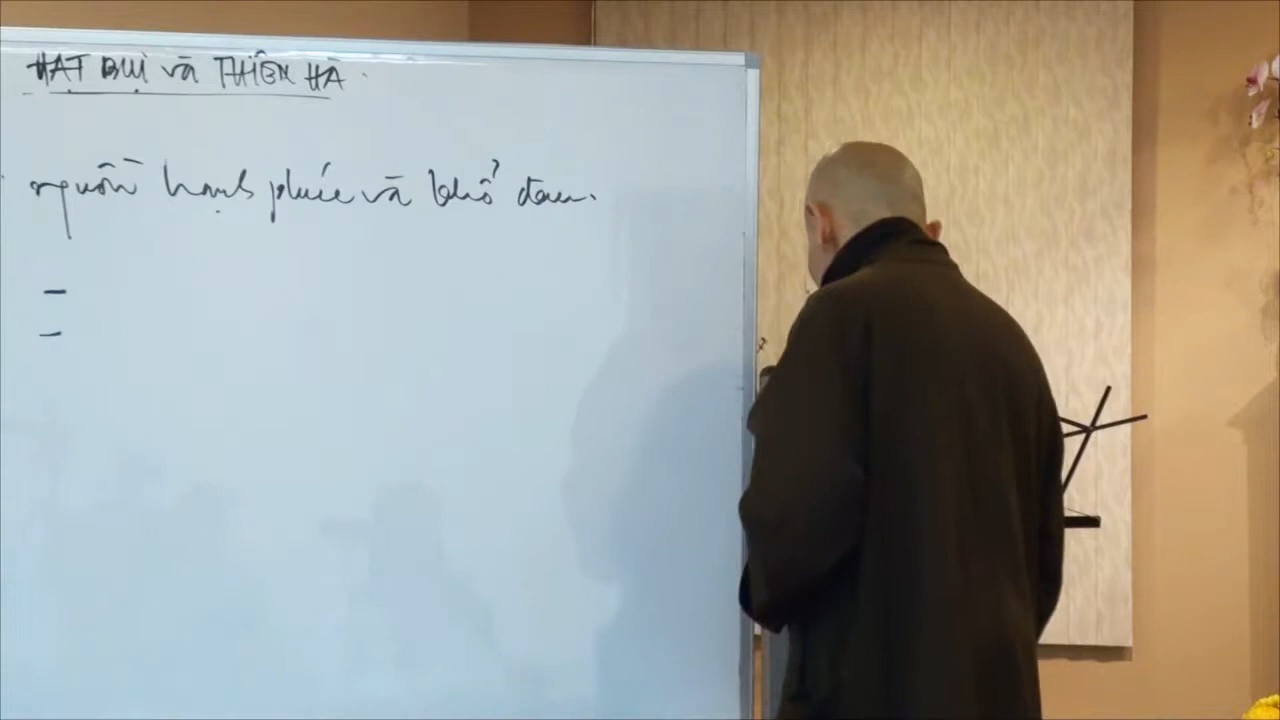 HẠT BỤI và THIÊN HÀ.
nguồn hạnh phúc và khổ đau.
-
-